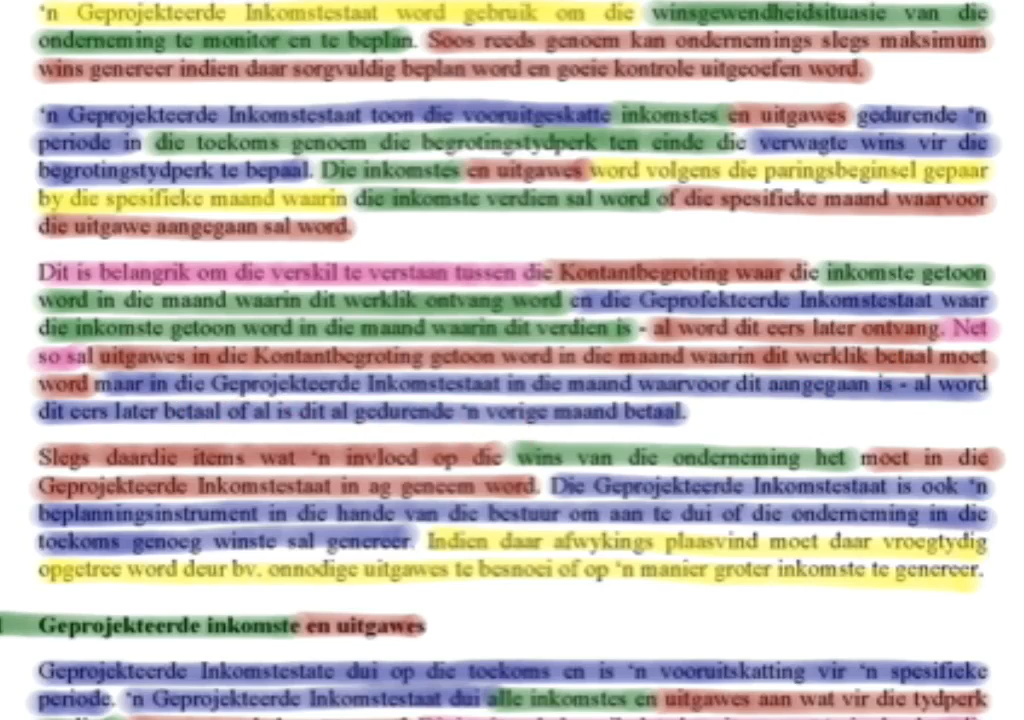 'n Geprojekteerde Inkomstestaat word gebruik om die winsgewendheidsituasie van die
onderneming te monitor en te beplan. Soos reeds genoem kan ondernemings slegs maksimum
wins genereer indien daar sorgvuldig beplan word en goeie kontrole uitgeoefen word.
'n Geprojekteerde Inkomstestaat toon die vooruitgeskatte inkomstes en uitgawes gedurende 'n
periode in die toekoms genoem die begrotingstydperk ten einde die verwagte wins vir die
begrotingstydperk te bepaal. Die inkomstes en uitgawes word volgens die paringsbeginsel gepaar
by die spesifieke maand waarin die inkomste verdien sal word of die spesifieke maand waarvoor
die uitgawe aangegaan sal word.
Dit is belangrik om die verskil te verstaan tussen die Kontantbegroting waar die inkomste getoon
word in die maand waarin dit werklik ontvang word en die Geprofekteerde Inkomstestaat waar
die inkomste getoon word in die maand waarin dit verdien is - al word dit eers later ontvang. Net
so sal uitgawes in die Kontantbegroting getoon word in die maand waarin dit werklik betaal moet
word maar in die Geprojekteerde Inkomstestaat in die maand waarvoor dit aangegaan is - al word
dit eers later betaal of al is dit al gedurende 'n vorige maand betaal.
Slegs daardie items wat 'n invloed op die wins van die onderneming het moet in die
Geprojekteerde Inkomstestaat in ag geneem word. Die Geprojekteerde Inkomstestaat is ook 'n
beplanningsinstrument in die hande van die bestuur om aan te dui of die onderneming in die
toekoms genoeg winste sal genereer. Indien daar afwykings plaasvind moet daar vroegtydig
opgetree word deur bv. onnodige uitgawes te besnoei of op 'n manier groter inkomste te genereer.
Geprojekteerde inkomste en uitgawes
Geprojekteerde Inkomstestate dui op die toekoms en is 'n vooruitskatting vir 'n spesifieke
periode. 'n Geprojekteerde Inkomstestaat dui alle inkomstes en uitgawes aan wat vir die tydperk